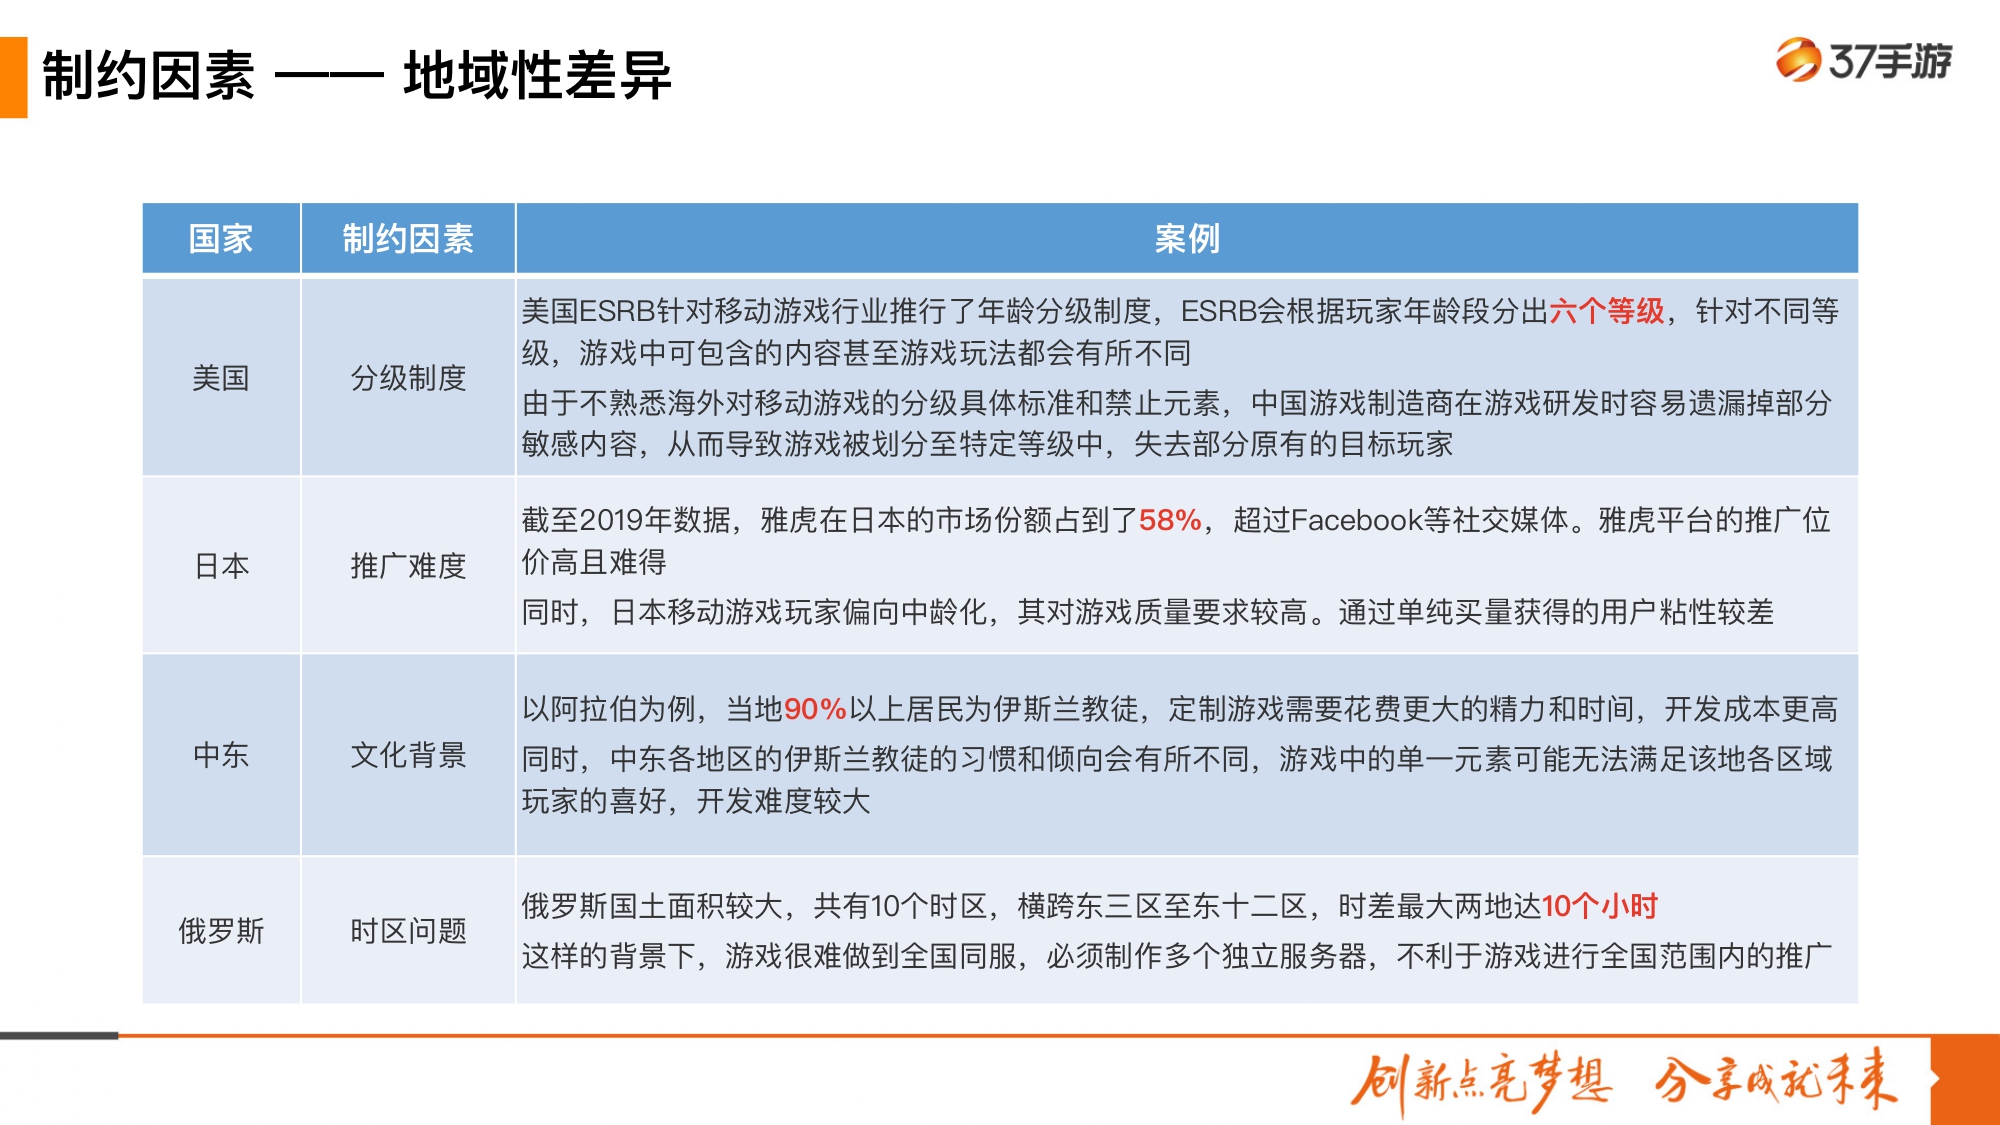 制约因素 —— 地域性差异
37手游
国家
制约因素
案例
美国
分级制度
美国ESRB针对移动游戏行业推行了年龄分级制度，ESRB会根据玩家年龄段分出六个等级，针对不同等
级，游戏中可包含的内容甚至游戏玩法都会有所不同
由于不熟悉海外对移动游戏的分级具体标准和禁止元素，中国游戏制造商在游戏研发时容易遗漏掉部分
敏感内容，从而导致游戏被划分至特定等级中，失去部分原有的目标玩家
日本
推广难度
截至2019年数据，雅虎在日本的市场份额占到了58%，超过Facebook等社交媒体。雅虎平台的推广位
价高且难得
同时，日本移动游戏玩家偏向中龄化，其对游戏质量要求较高。通过单纯买量获得的用户粘性较差
中东
文化背景
以阿拉伯为例，当地90%以上居民为伊斯兰教徒，定制游戏需要花费更大的精力和时间，开发成本更高
同时，中东各地区的伊斯兰教徒的习惯和倾向会有所不同，游戏中的单一元素可能无法满足该地各区域
玩家的喜好，开发难度较大
俄罗斯
时区问题
俄罗斯国土面积较大，共有10个时区，横跨东三区至东十二区，时差最大两地达10个小时
这样的背景下，游戏很难做到全国同服，必须制作多个独立服务器，不利于游戏进行全国范围内的推广
创新点亮梦想 分享成就未来